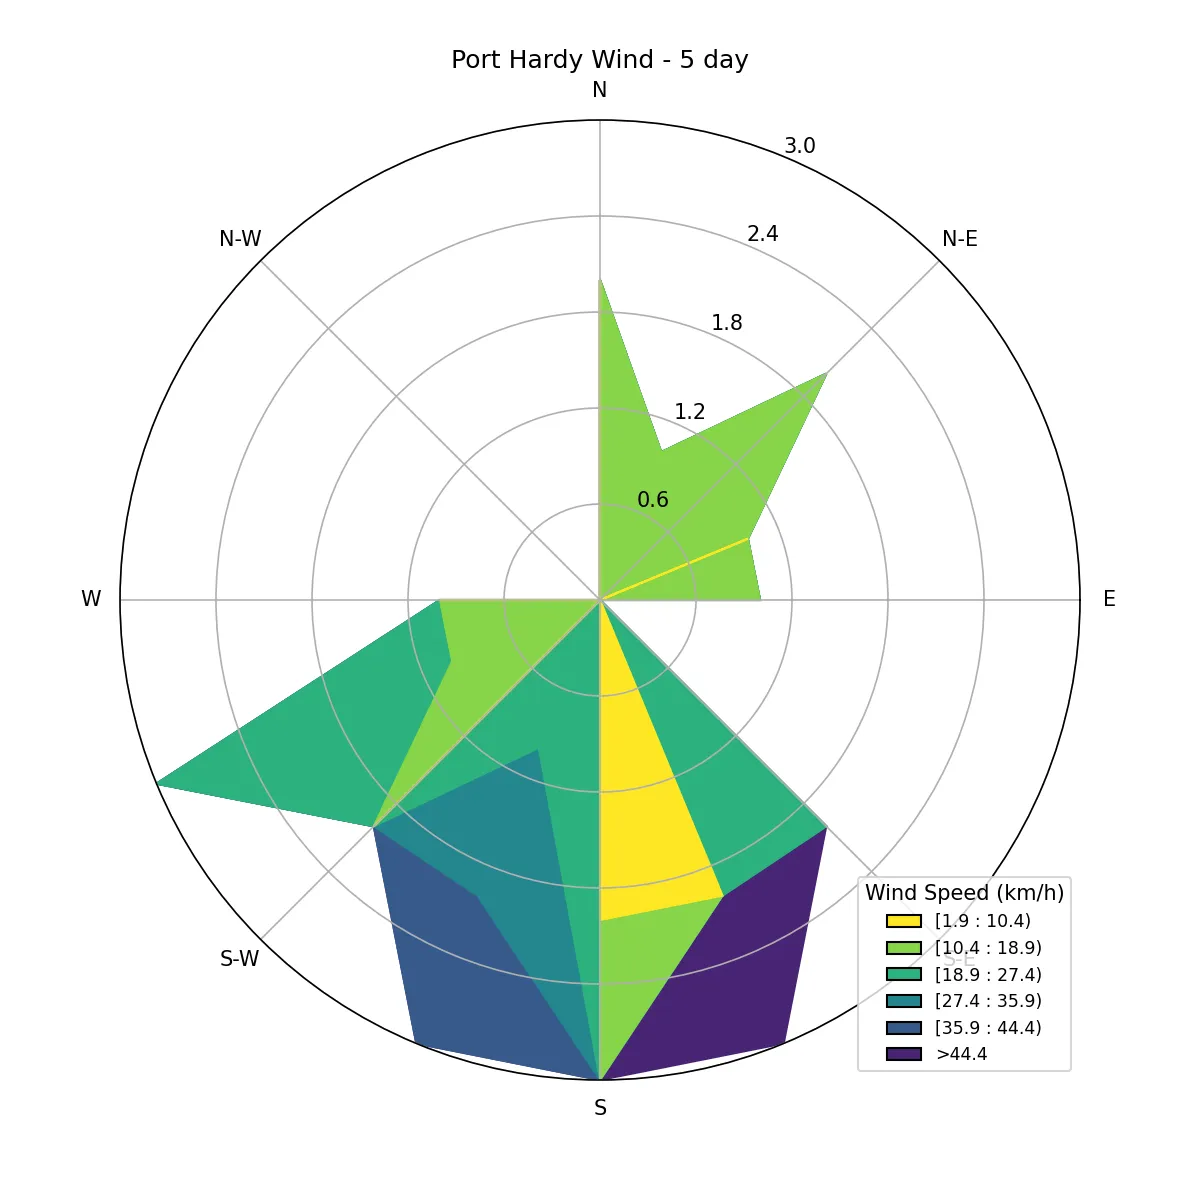 Port Hardy Wind - 5 day
N
3.0
N-W
2.4
N-E
1.8
1.2
0.6
W
E
Wind Speed (km/h)
[1.9 : 10.4)
[10.4 : 18.9)
S-W
S-E
[18.9 : 27.4)
[27.4 : 35.9)
[35.9 : 44.4)
>44.4
S